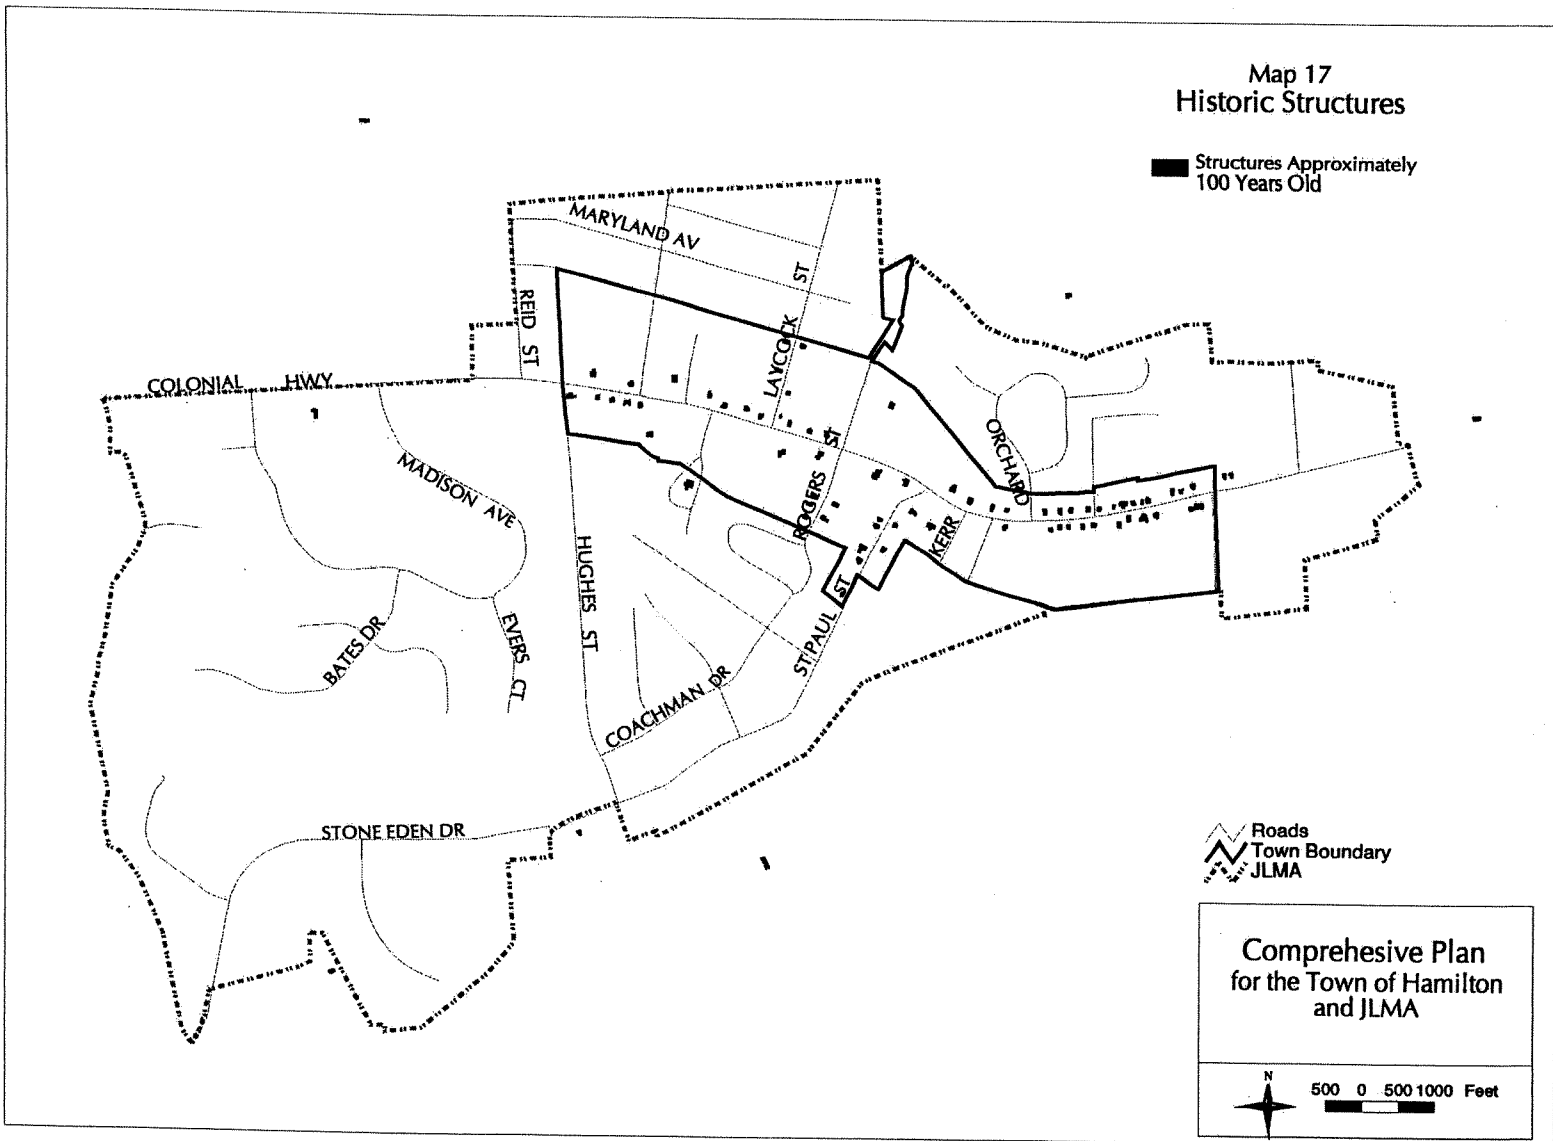 Map 17
Historic Structures
Structures Approximately
100 Years Old
MARYLAND AV
REID ST
LAYCOCK ST
COLONIAL HWY
ORCHARD
MADISON AVE
ROGERS ST
KERR
HUGHES ST
ST PAUL ST
EVERS CT
BATES DR
COACHMAN DR
STONE EDEN DR
Roads
Town Boundary
JLMA
Comprehesive Plan
for the Town of Hamilton
and JLMA
N
500 0 500 1000 Feet